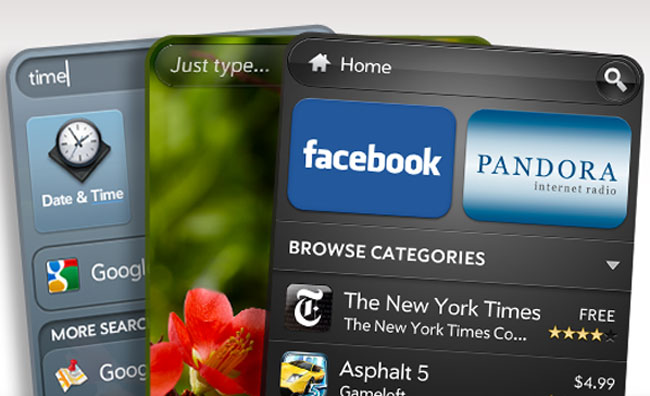 time
Date & Time
Googl
MORE SEARC
Goog
Just type...
Home
facebook
PANDORA
internet radio
BROWSE CATEGORIES
The New York Times
FREE
The New York Times Co...
Asphalt 5
$4.99
Gameloft